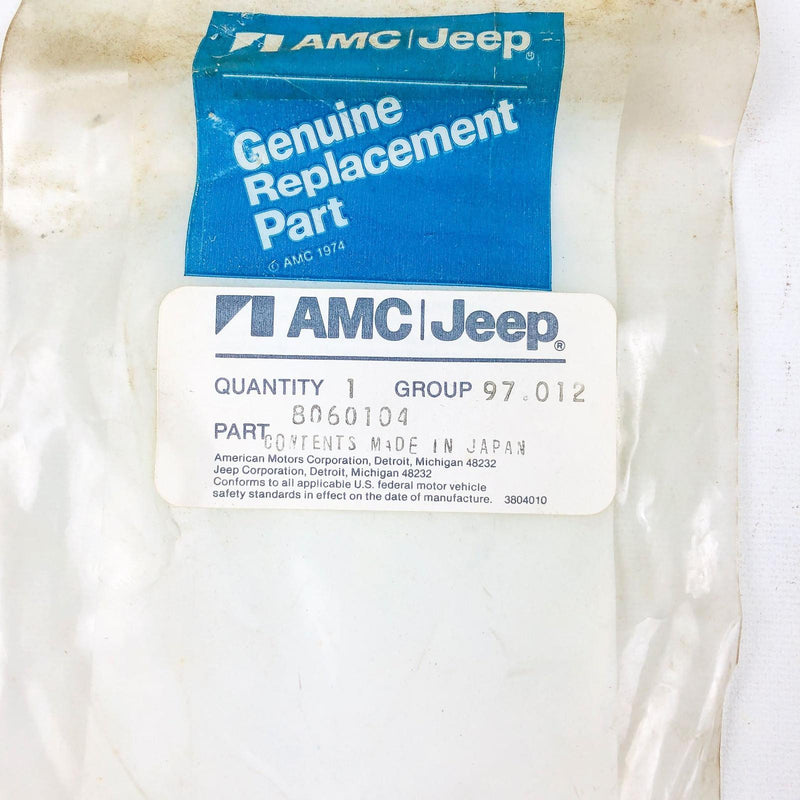 AMC|Jeep®
Genuine
Replacement
Part
© AMC 1974
AMC|Jeep®
QUANTITY 1 GROUP 97.012
8060104
PART
CONTENTS MADE IN JAPAN
American Motors Corporation, Detroit, Michigan 48232
Jeep Corporation, Detroit, Michigan 48232
Conforms to all applicable U.S. federal motor vehicle
safety standards in effect on the date of manufacture. 3804010